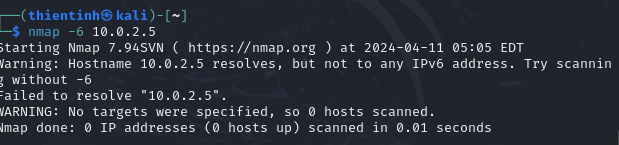 (thientinh㉿kali)-[~]
$ nmap -6 10.0.2.5
Starting Nmap 7.94SVN ( https://nmap.org ) at 2024-04-11 05:05 EDT
Warning: Hostname 10.0.2.5 resolves, but not to any IPv6 address. Try scannin
g without -6
Failed to resolve "10.0.2.5".
WARNING: No targets were specified, so 0 hosts scanned.
Nmap done: 0 IP addresses (0 hosts up) scanned in 0.01 seconds